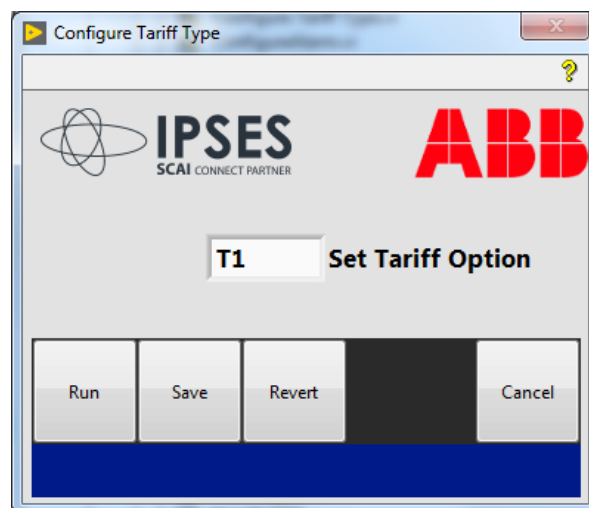 Configure Tariff Type
?
IPSES
SCAI CONNECT PARTNER
ABB
T1 Set Tariff Option
Run Save Revert Cancel